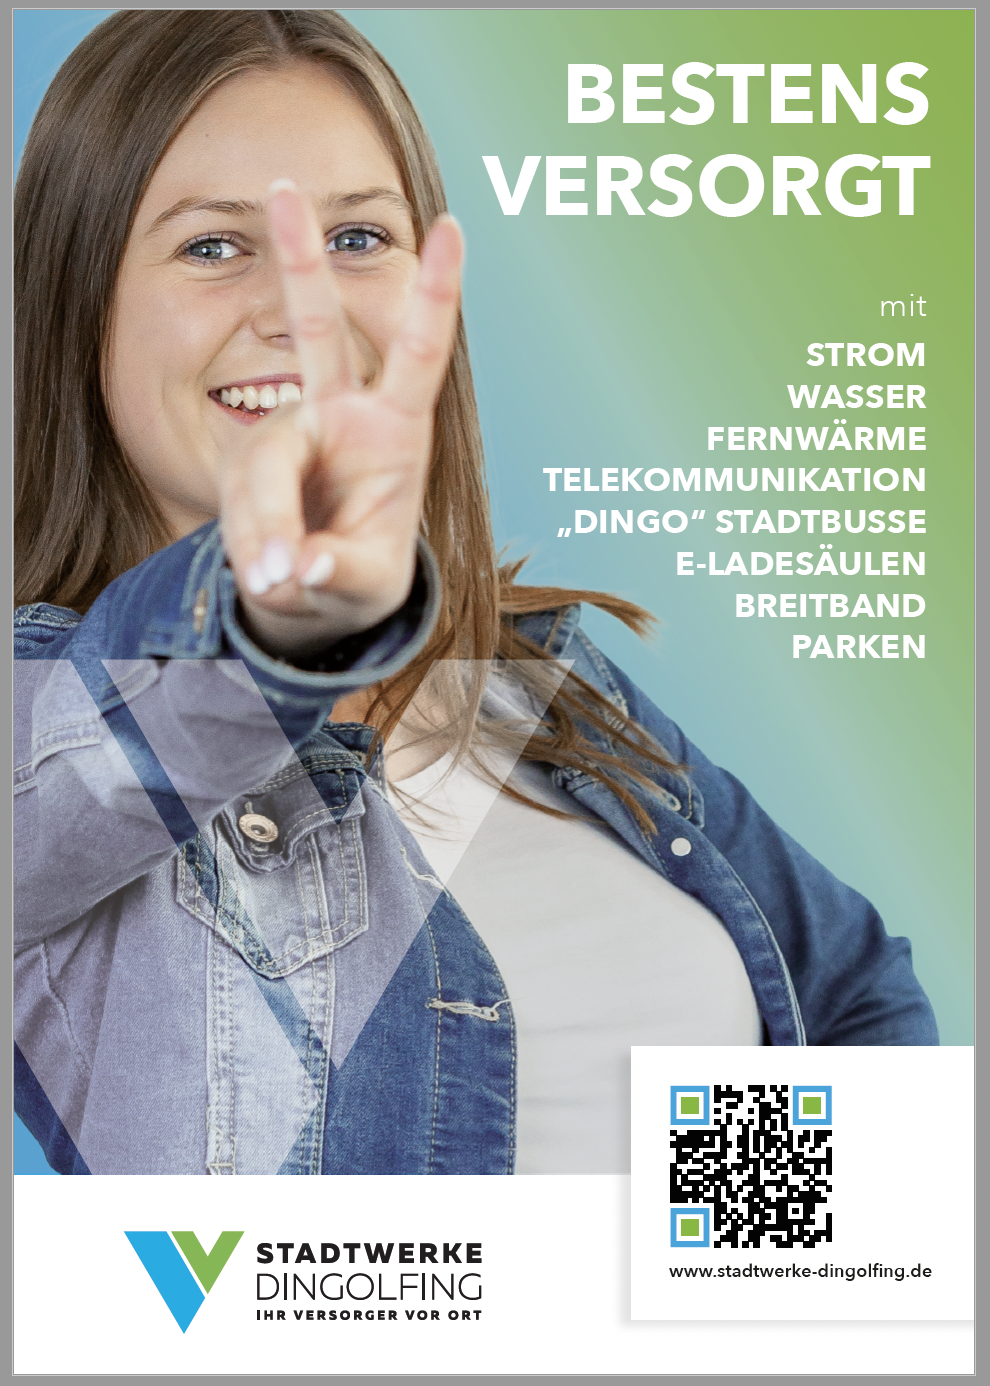 BESTENS
VERSORGT
mit
STROM
WASSER
FERNWÄRME
TELEKOMMUNIKATION
„DINGO“ STADTBUSSE
E-LADESÄULEN
BREITBAND
PARKEN
www.stadtwerke-dingolfing.de
STADTWERKE
DINGOLFING
IHR VERSORGER VOR ORT